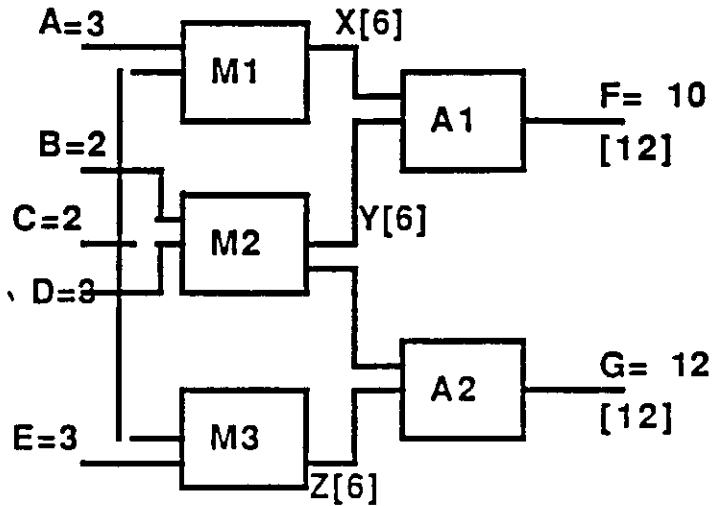 A=3
X[6]
M1
F= 10
A1
B=2
[12]
C=2
M2
Y[6]
D=3
G= 12
A2
E=3
M3
[12]
Z[6]